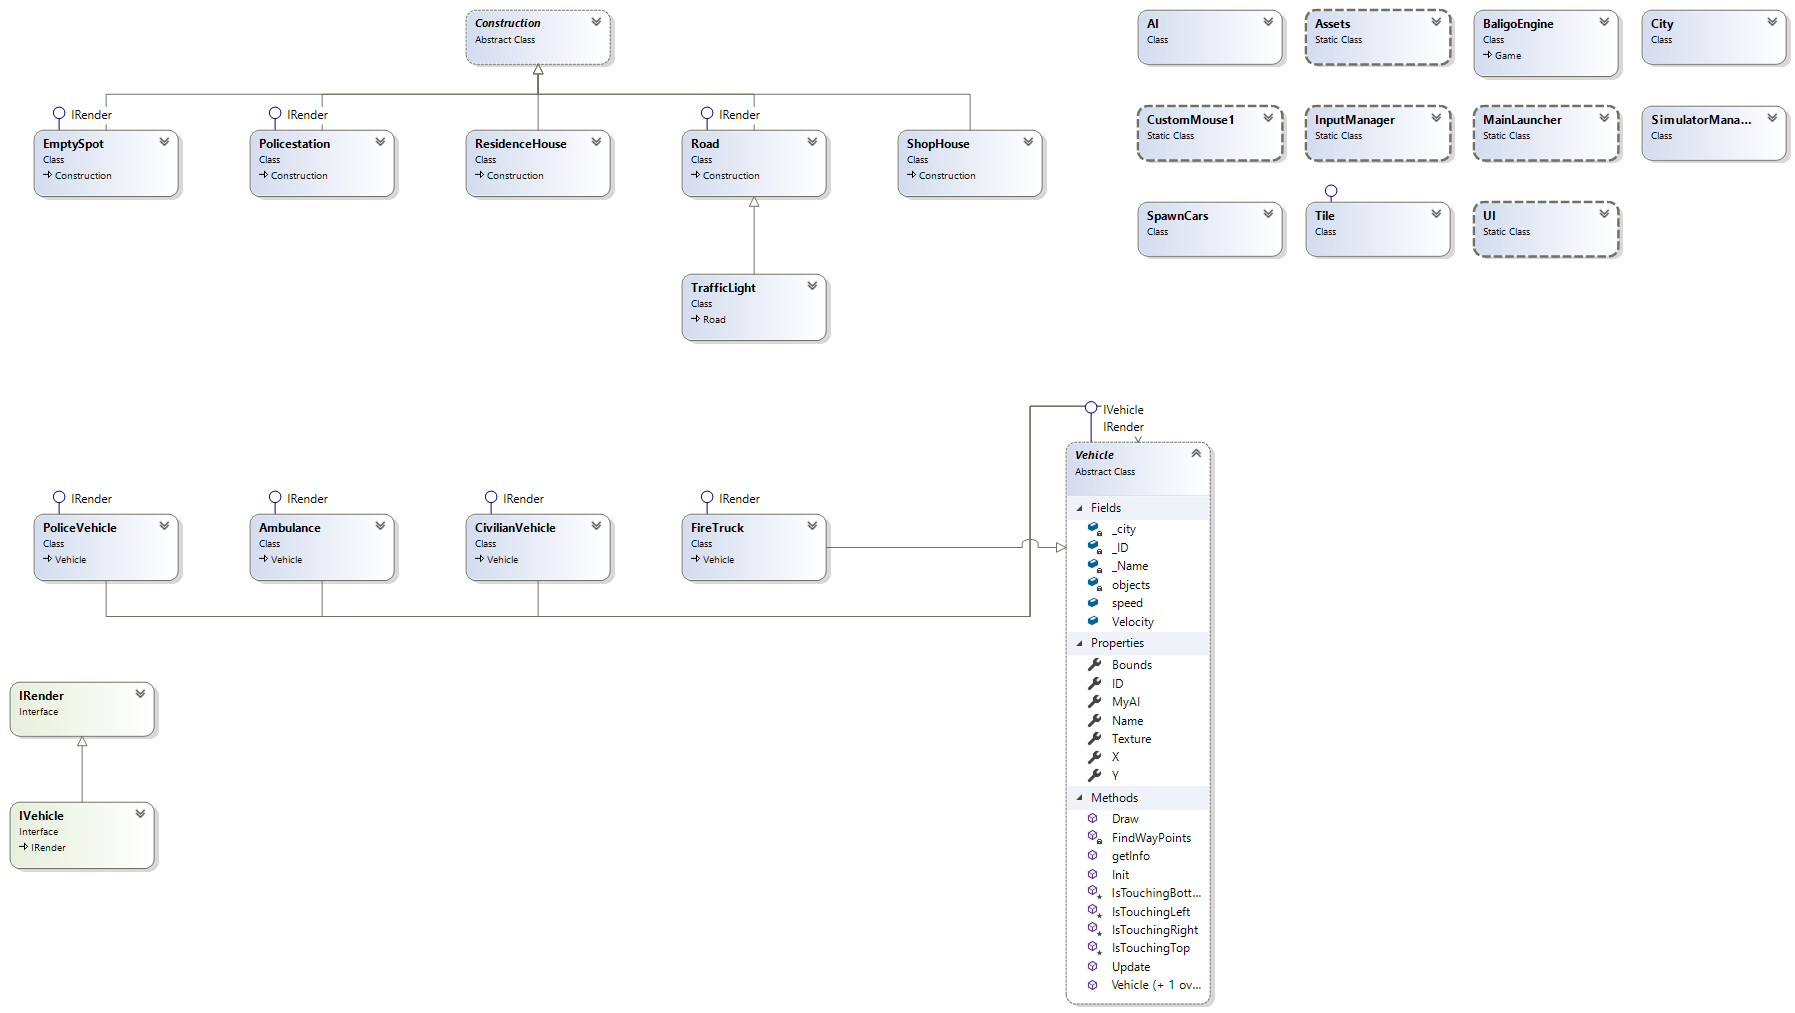 Construction
Abstract Class
IRender
EmptySpot
Class
Construction
IRender
Policestation
Class
Construction
ResidenceHouse
Class
Construction
IRender
Road
Class
Construction
ShopHouse
Class
Construction
TrafficLight
Class
Road
AI
Class
Assets
Static Class
BaligoEngine
Class
Game
City
Class
CustomMouse1
Static Class
InputManager
Static Class
MainLauncher
Static Class
SimulatorMana...
Class
SpawnCars
Class
Tile
Class
UI
Static Class
IRender
PoliceVehicle
Class
Vehicle
IRender
Ambulance
Class
Vehicle
IRender
CivilianVehicle
Class
Vehicle
IRender
FireTruck
Class
Vehicle
IVehicle
IRender
Vehicle
Abstract Class
Fields
_city
_ID
_Name
objects
speed
Velocity
Properties
Bounds
ID
MyAI
Name
Texture
X
Y
Methods
Draw
FindWayPoints
getInfo
Init
IsTouchingBott...
IsTouchingLeft
IsTouchingRight
IsTouchingTop
Update
Vehicle (+ 1 ov...
IRender
Interface
IVehicle
Interface
IRender